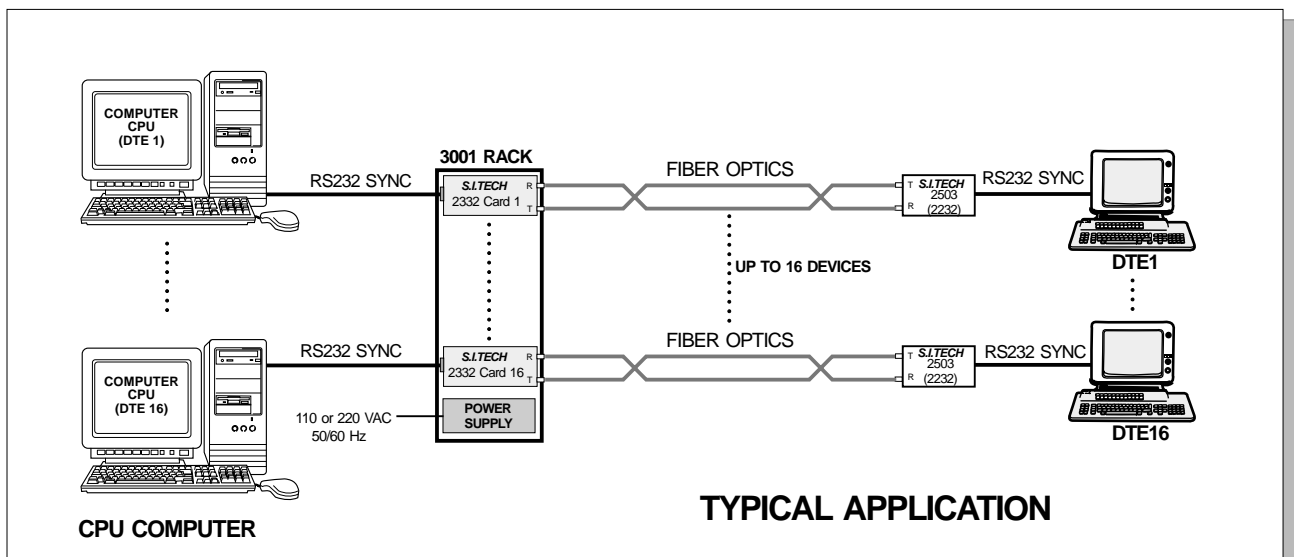 COMPUTER
CPU
(DTE 1)
RS232 SYNC
3001 RACK
S.I.TECH
2332 Card 1
R
T
FIBER OPTICS
T
R
S.I.TECH
2503
(2232)
RS232 SYNC
DTE1
UP TO 16 DEVICES
COMPUTER
CPU
(DTE 16)
RS232 SYNC
S.I.TECH
2332 Card 16
R
T
FIBER OPTICS
T
R
S.I.TECH
2503
(2232)
RS232 SYNC
DTE16
110 or 220 VAC
50/60 Hz
POWER
SUPPLY
CPU COMPUTER
TYPICAL APPLICATION